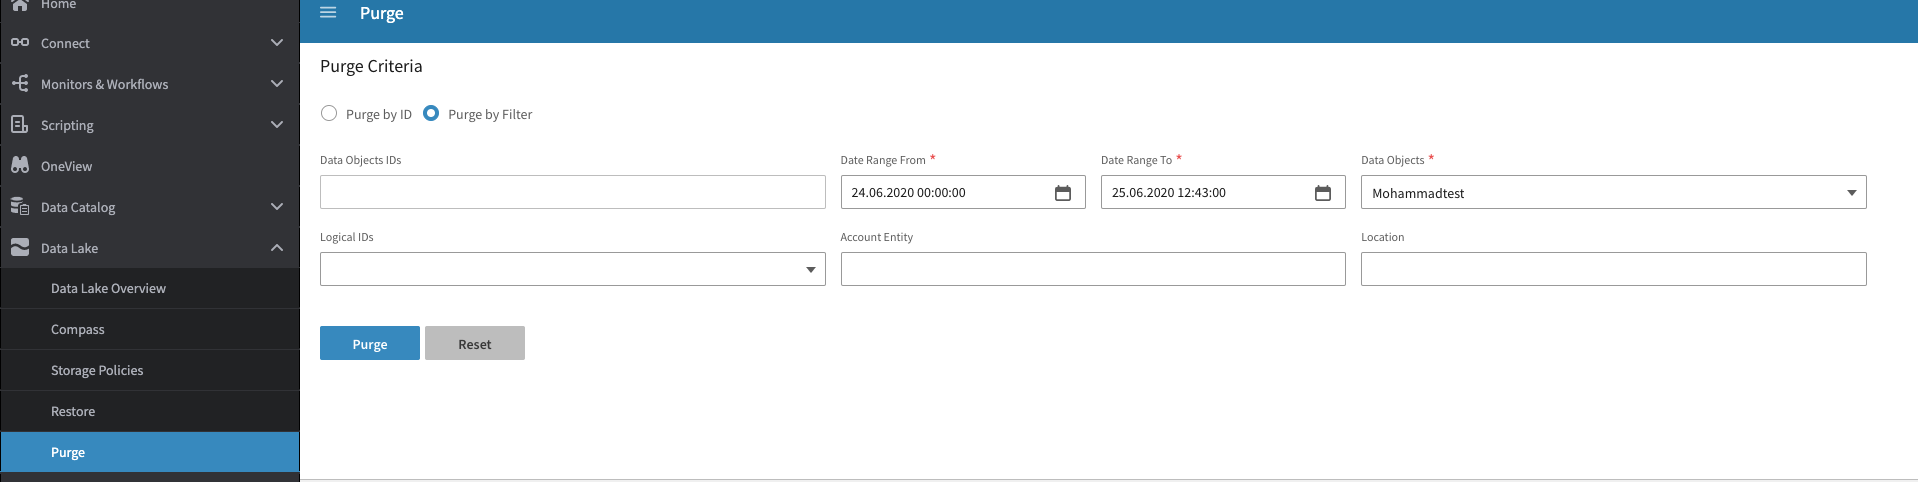 Home
Connect
Monitors & Workflows
Scripting
OneView
Data Catalog
Data Lake
Data Lake Overview
Compass
Storage Policies
Restore
Purge
Purge
Purge Criteria
Purge by ID Purge by Filter
Data Objects IDs Date Range From * Date Range To * Data Objects *
24.06.2020 00:00:00 25.06.2020 12:43:00 Mohammadtest
Logical IDs Account Entity Location
Purge Reset